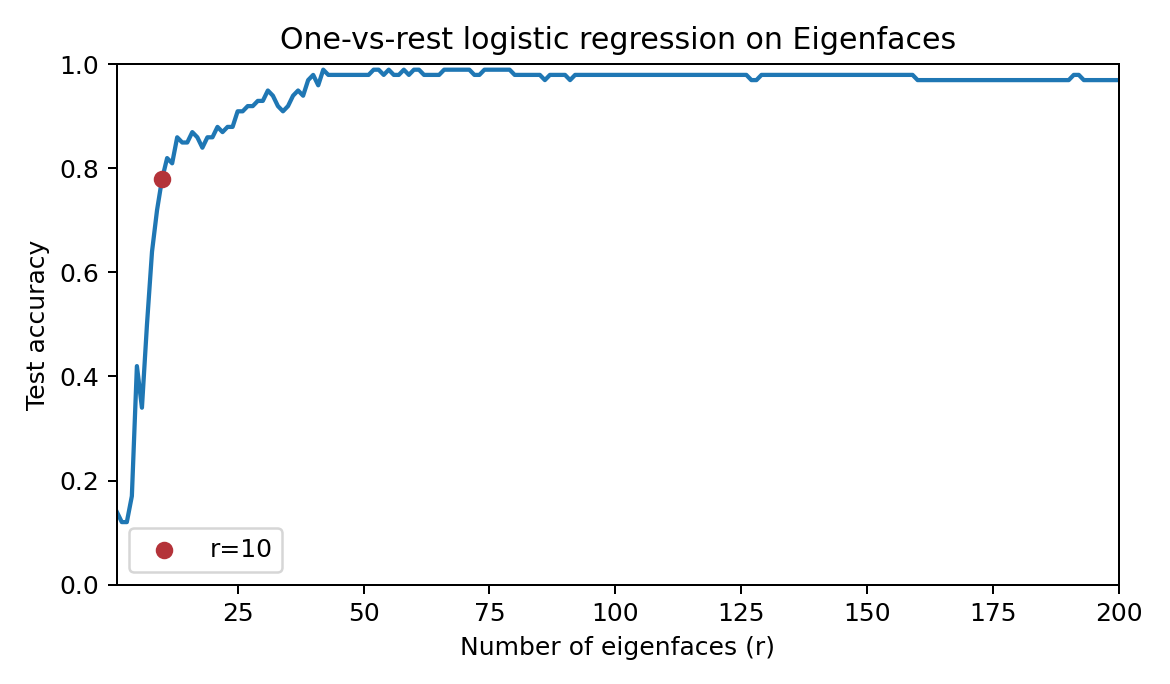 One-vs-rest logistic regression on Eigenfaces
Test accuracy
1.0
0.8
0.6
0.4
0.2
0.0
r=10
25 50 75 100 125 150 175 200
Number of eigenfaces (r)